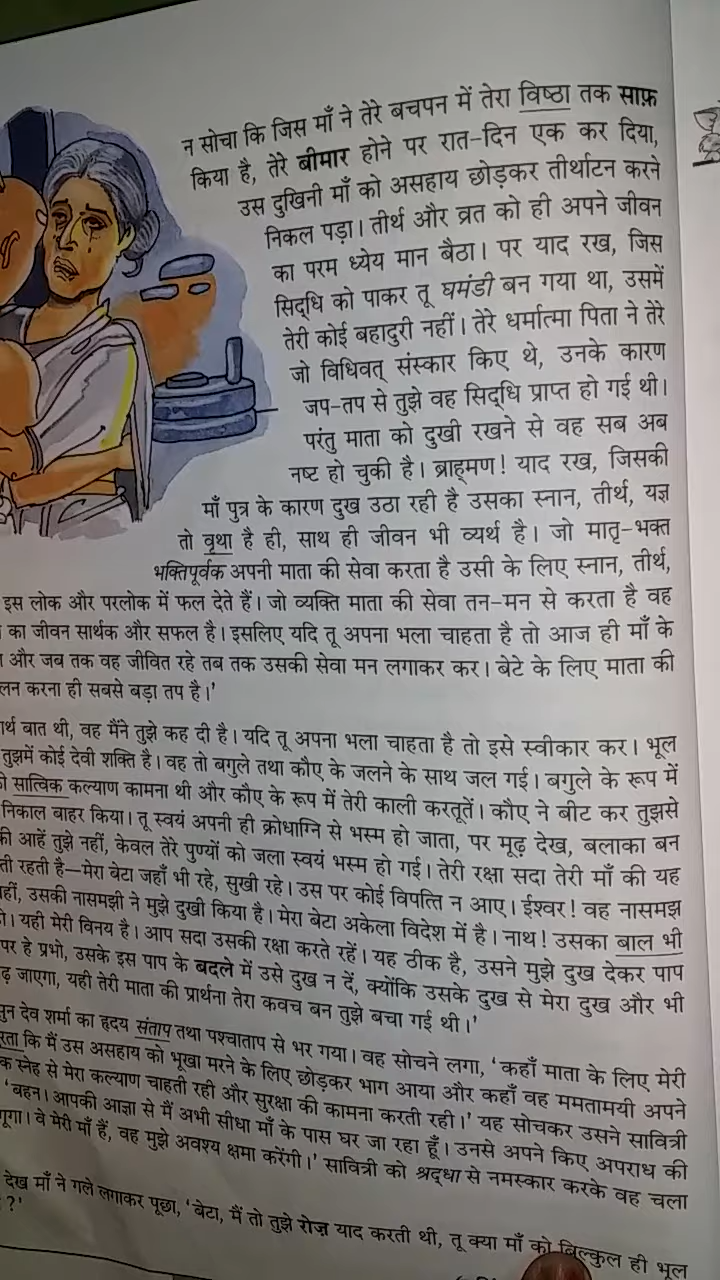 न सोचा कि जिस माँ ने तेरे बचपन में तेरा विष्ठा तक साफ़
किया है, तेरे बीमार होने पर रात-दिन एक कर दिया,
उस दुखिनी माँ को असहाय छोड़कर तीर्थाटन करने
निकल पड़ा। तीर्थ और व्रत को ही अपने जीवन
का परम ध्येय मान बैठा। पर याद रख, जिस
सिद्धि को पाकर तू घमंडी बन गया था, उसमें
तेरी कोई बहादुरी नहीं। तेरे धर्मात्मा पिता ने तेरे
जो विधिवत् संस्कार किए थे, उनके कारण
जप-तप से तुझे वह सिद्धि प्राप्त हो गई थी।
परंतु माता को दुखी रखने से वह सब अब
नष्ट हो चुकी है। ब्राह्मण! याद रख, जिसकी
माँ पुत्र के कारण दुख उठा रही है उसका स्नान, तीर्थ, यज्ञ
तो वृथा है ही, साथ ही जीवन भी व्यर्थ है। जो मातृ-भक्त
भक्तिपूर्वक अपनी माता की सेवा करता है उसी के लिए स्नान, तीर्थ,
इस लोक और परलोक में फल देते हैं। जो व्यक्ति माता की सेवा तन-मन से करता है वह
का जीवन सार्थक और सफल है। इसलिए यदि तू अपना भला चाहता है तो आज ही माँ के
और जब तक वह जीवित रहे तब तक उसकी सेवा मन लगाकर कर। बेटे के लिए माता की
लन करना ही सबसे बड़ा तप है।'
र्थ बात थी, वह मैंने तुझे कह दी है। यदि तू अपना भला चाहता है तो इसे स्वीकार कर। भूल
तुझमें कोई देवी शक्ति है। वह तो बगुले तथा कौए के जलने के साथ जल गई। बगुले के रूप में
सात्विक कल्याण कामना थी और कौए के रूप में तेरी काली करतूतें। कौए ने बीट कर तुझसे
निकाल बाहर किया। तू स्वयं अपनी ही क्रोधाग्नि से भस्म हो जाता, पर मूढ़ देख, बलाका बन
की आहें तुझे नहीं, केवल तेरे पुण्यों को जला स्वयं भस्म हो गई। तेरी रक्षा सदा तेरी माँ की यह
ती रहती है—मेरा बेटा जहाँ भी रहे, सुखी रहे। उस पर कोई विपत्ति न आए। ईश्वर! वह नासमझ
हीं, उसकी नासमझी ने मुझे दुखी किया है। मेरा बेटा अकेला विदेश में है। नाथ! उसका बाल भी
। यही मेरी विनय है। आप सदा उसकी रक्षा करते रहें। यह ठीक है, उसने मुझे दुख देकर पाप
पर हे प्रभो, उसके इस पाप के बदले में उसे दुख न दें, क्योंकि उसके दुख से मेरा दुख और भी
ढ़ जाएगा, यही तेरी माता की प्रार्थना तेरा कवच बन तुझे बचा गई थी।'
सुन देव शर्मा का हृदय संताप तथा पश्चाताप से भर गया। वह सोचने लगा, 'कहाँ माता के लिए मेरी
रता कि मैं उस असहाय को भूखा मरने के लिए छोड़कर भाग आया और कहाँ वह ममतामयी अपने
क स्नेह से मेरा कल्याण चाहती रही और सुरक्षा की कामना करती रही।' यह सोचकर उसने सावित्री
'बहन। आपकी आज्ञा से मैं अभी सीधा माँ के पास घर जा रहा हूँ। उनसे अपने किए अपराध की
गूगा। वे मेरी माँ हैं, वह मुझे अवश्य क्षमा करेंगी।' सावित्री को श्रद्धा से नमस्कार करके वह चला
देख माँ ने गले लगाकर पूछा, 'बेटा, मैं तो तुझे रोज़ याद करती थी, तू क्या माँ को बिल्कुल ही भूल
?'